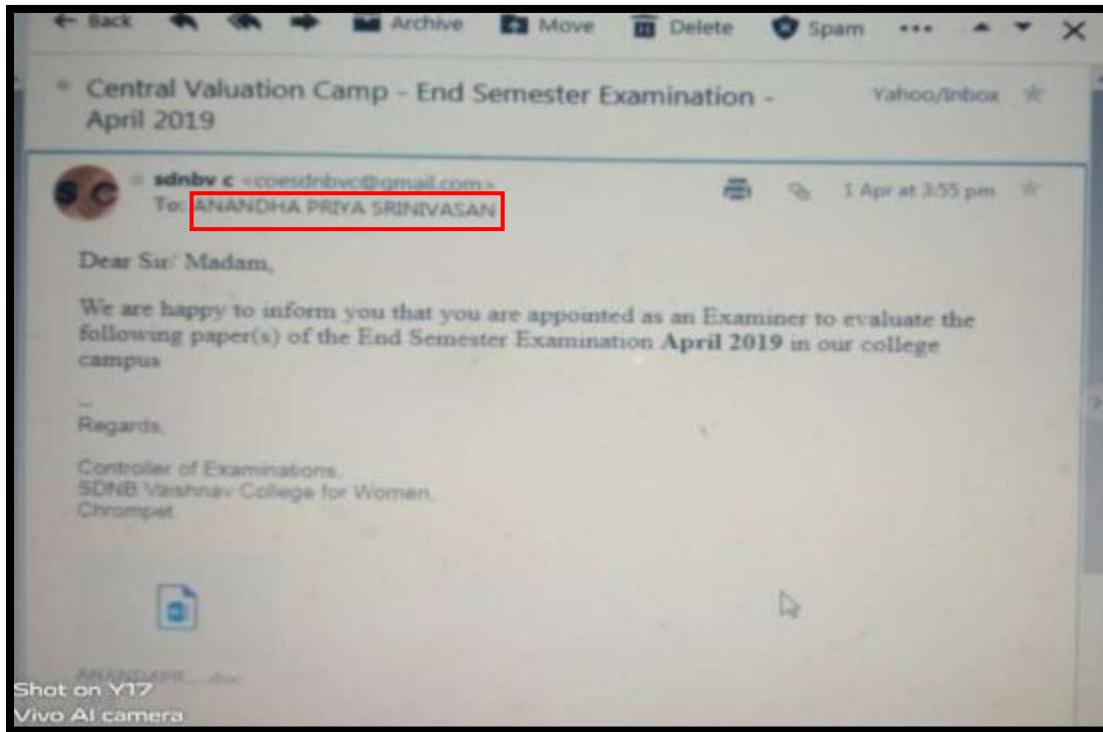 ← Back Archive Move Delete Spam ••• ✕
Central Valuation Camp - End Semester Examination - Yahoo/Inbox
April 2019
S C sdnbv c <coesdnbvc@gmail.com> 1 Apr at 3:55 pm
To: ANANDHA PRIYA SRINIVASAN
Dear Sir/ Madam,
We are happy to inform you that you are appointed as an Examiner to evaluate the
following paper(s) of the End Semester Examination April 2019 in our college
campus
--
Regards,
Controller of Examinations,
SDNB Vaishnav College for Women,
Chrompet.
Shot on Y17
Vivo AI camera